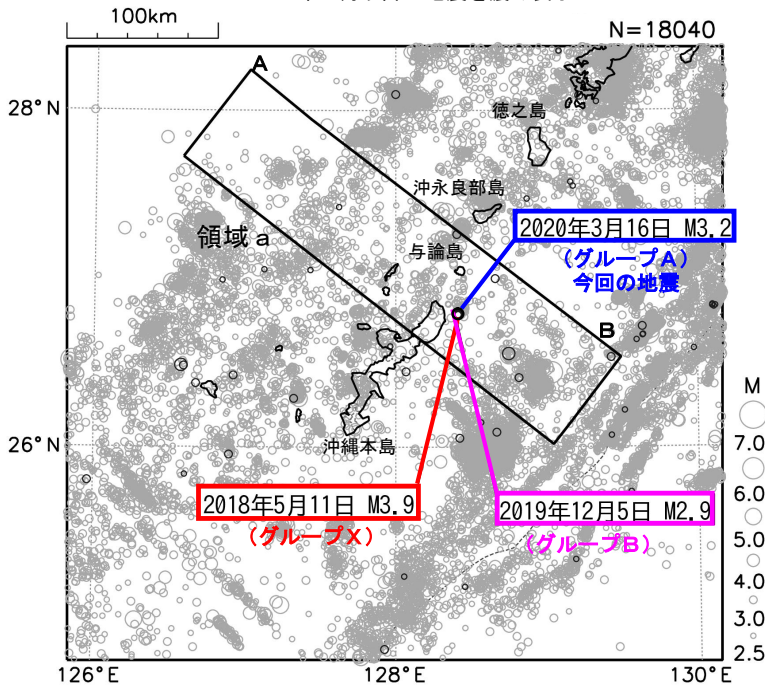 100km
N=18040
A
28°N
徳之島
沖永良部島
2020年3月16日 M3.2
(グループA)
今回の地震
領域a
与論島
B
M
7.0
6.0
5.0
4.0
3.0
2.5
26°N
沖縄本島
2018年5月11日 M3.9
(グループX)
2019年12月5日 M2.9
(グループB)
126°E
128°E
130°E